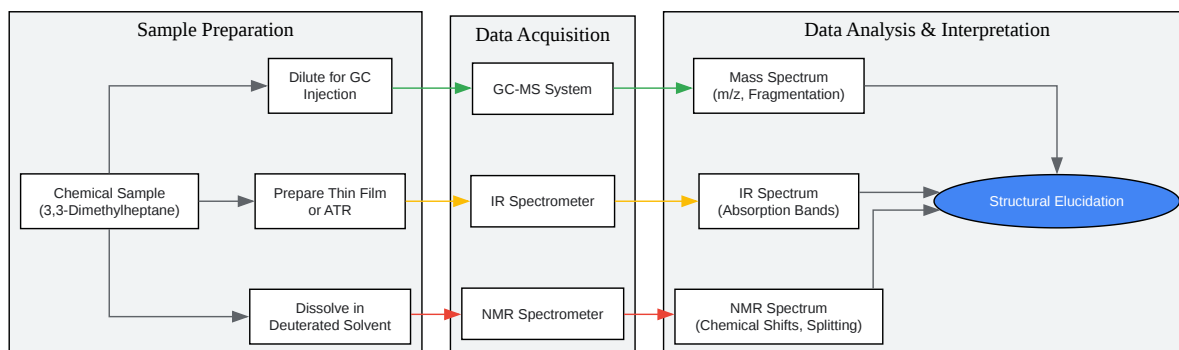 Sample Preparation
Data Acquisition
Data Analysis & Interpretation
Dilute for GC
Injection
GC-MS System
Mass Spectrum
(m/z, Fragmentation)
Chemical Sample
(3,3-Dimethylheptane)
Prepare Thin Film
or ATR
IR Spectrometer
IR Spectrum
(Absorption Bands)
Structural Elucidation
Dissolve in
Deuterated Solvent
NMR Spectrometer
NMR Spectrum
(Chemical Shifts, Splitting)